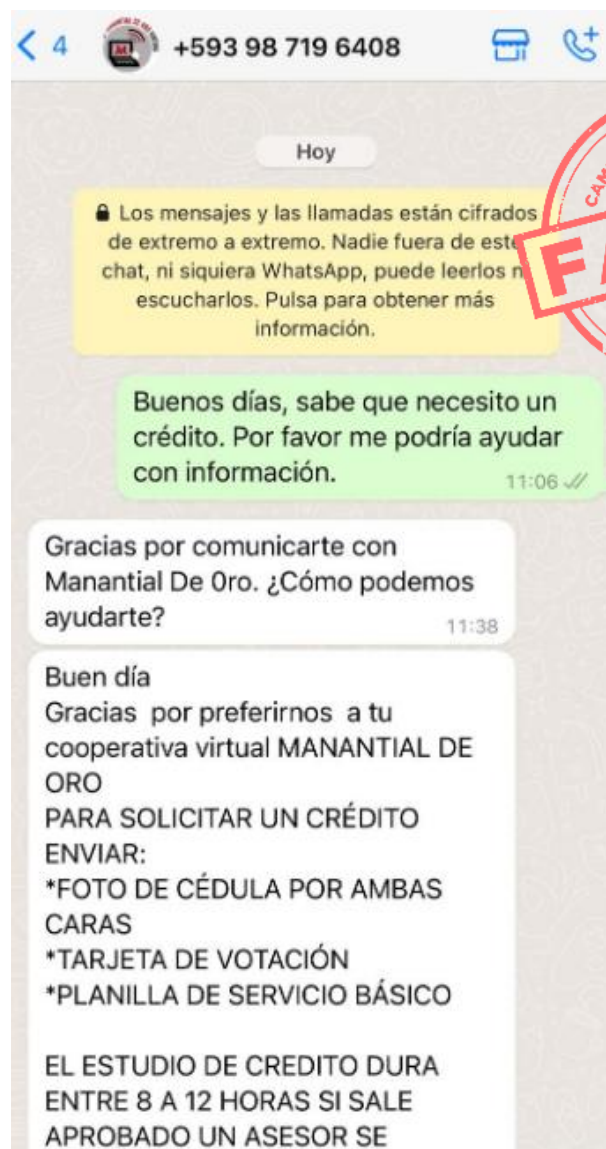 4
+593 98 719 6408
Hoy
Los mensajes y las llamadas están cifrados
de extremo a extremo. Nadie fuera de este
chat, ni siquiera WhatsApp, puede leerlos
escucharlos. Pulsa para obtener más
información.
Buenos días, sabe que necesito un
crédito. Por favor me podría ayudar
con información.
11:06
Gracias por comunicarte con
Manantial De 0ro. ¿Cómo podemos
ayudarte?
11:38
Buen día
Gracias por preferirnos a tu
cooperativa virtual MANANTIAL DE
ORO
PARA SOLICITAR UN CRÉDITO
ENVIAR:
*FOTO DE CÉDULA POR AMBAS
CARAS
*TARJETA DE VOTACIÓN
*PLANILLA DE SERVICIO BÁSICO
EL ESTUDIO DE CREDITO DURA
ENTRE 8 A 12 HORAS SI SALE
APROBADO UN ASESOR SE